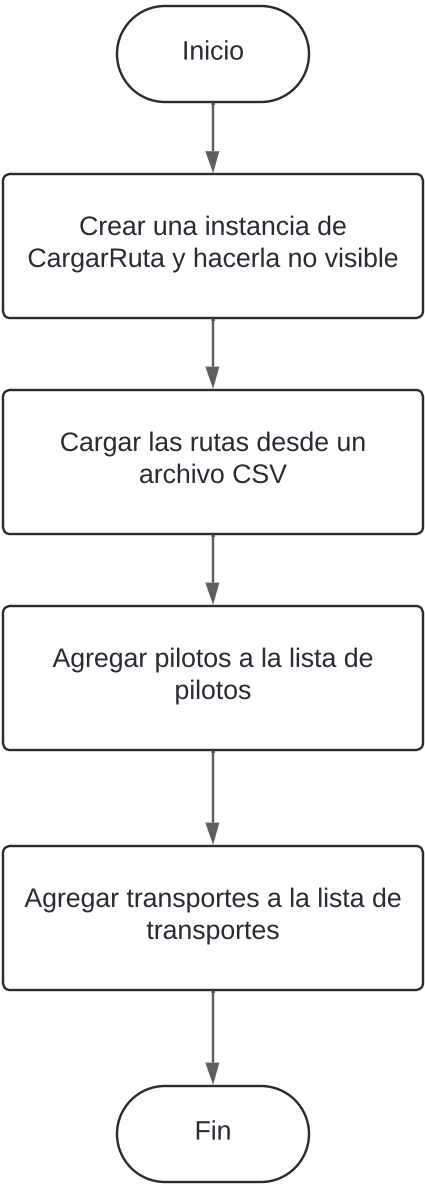 Inicio
Crear una instancia de
CargarRuta y hacerla no visible
Cargar las rutas desde un
archivo CSV
Agregar pilotos a la lista de
pilotos
Agregar transportes a la lista de
transportes
Fin